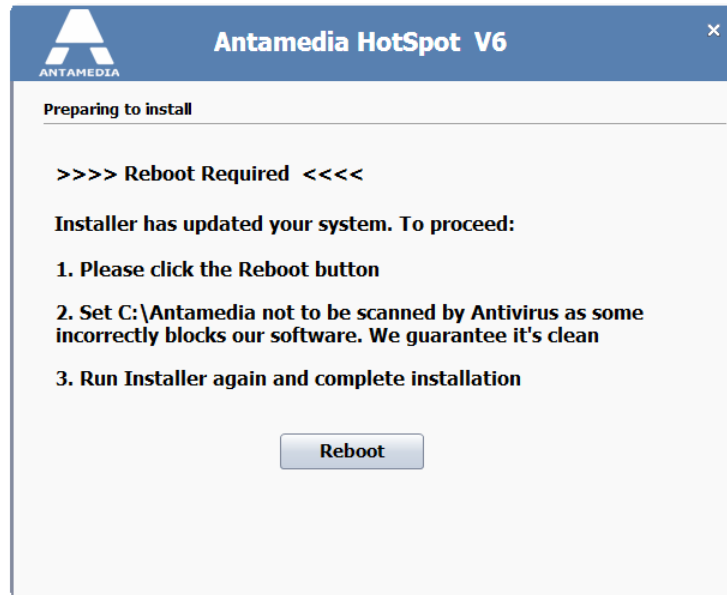 Antamedia HotSpot V6
×
ANTAMEDIA
Preparing to install
>>>> Reboot Required <<<<
Installer has updated your system. To proceed:
1. Please click the Reboot button
2. Set C:\Antamedia not to be scanned by Antivirus as some
incorrectly blocks our software. We guarantee it's clean
3. Run Installer again and complete installation
Reboot